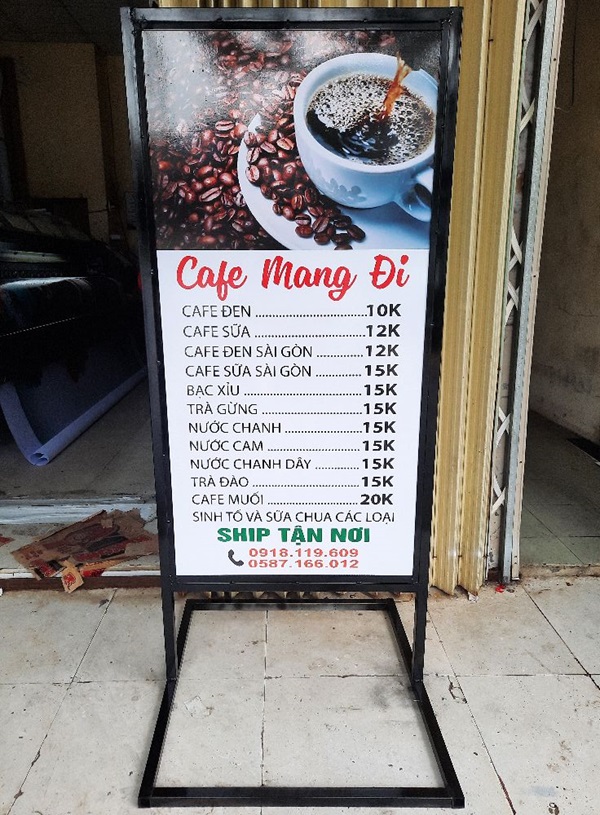 Cafe Mang Đi
CAFE ĐEN ................................10K
CAFE SỮA ................................12K
CAFE ĐEN SÀI GÒN .............12K
CAFE SỮA SÀI GÒN .............15K
BẠC XỈU ..................................15K
TRÀ GỪNG ..............................15K
NƯỚC CHANH ......................15K
NƯỚC CAM ............................15K
NƯỚC CHANH DÂY .............15K
TRÀ ĐÀO ................................15K
CAFE MUỐI ...........................20K
SINH TỐ VÀ SỮA CHUA CÁC LOẠI
SHIP TẬN NƠI
0918.119.609
0587.166.012